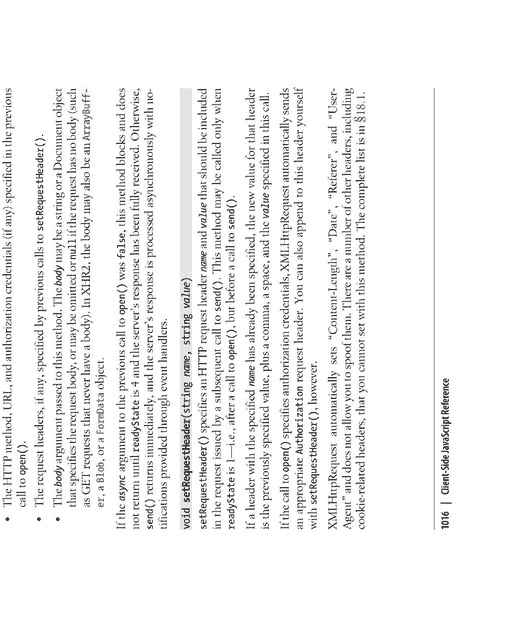 • The HTTP method, URL, and authorization credentials (if any) specified in the previous
call to open().
• The request headers, if any, specified by previous calls to setRequestHeader().
• The body argument passed to this method. The body may be a string or a Document object
that specifies the request body, or may be omitted or null if the request has no body (such
as GET requests that never have a body). In XHR2, the body may also be an ArrayBuff-
er, a Blob, or a FormData object.
If the async argument to the previous call to open() was false, this method blocks and does
not return until readyState is 4 and the server's response has been fully received. Otherwise,
send() returns immediately, and the server's response is processed asynchronously with no-
tifications provided through event handlers.
void setRequestHeader(string name, string value)
setRequestHeader() specifies an HTTP request header name and value that should be included
in the request issued by a subsequent call to send(). This method may be called only when
readyState is 1—i.e., after a call to open(), but before a call to send().
If a header with the specified name has already been specified, the new value for that header
is the previously specified value, plus a comma, a space, and the value specified in this call.
If the call to open() specifies authorization credentials, XMLHttpRequest automatically sends
an appropriate Authorization request header. You can also append to this header yourself
with setRequestHeader(), however.
XMLHttpRequest automatically sets "Content-Length", "Date", "Referer", and "User-
Agent" and does not allow you to spoof them. There are a number of other headers, including
cookie-related headers, that you cannot set with this method. The complete list is in §18.1.
1016 | Client-Side JavaScript Reference